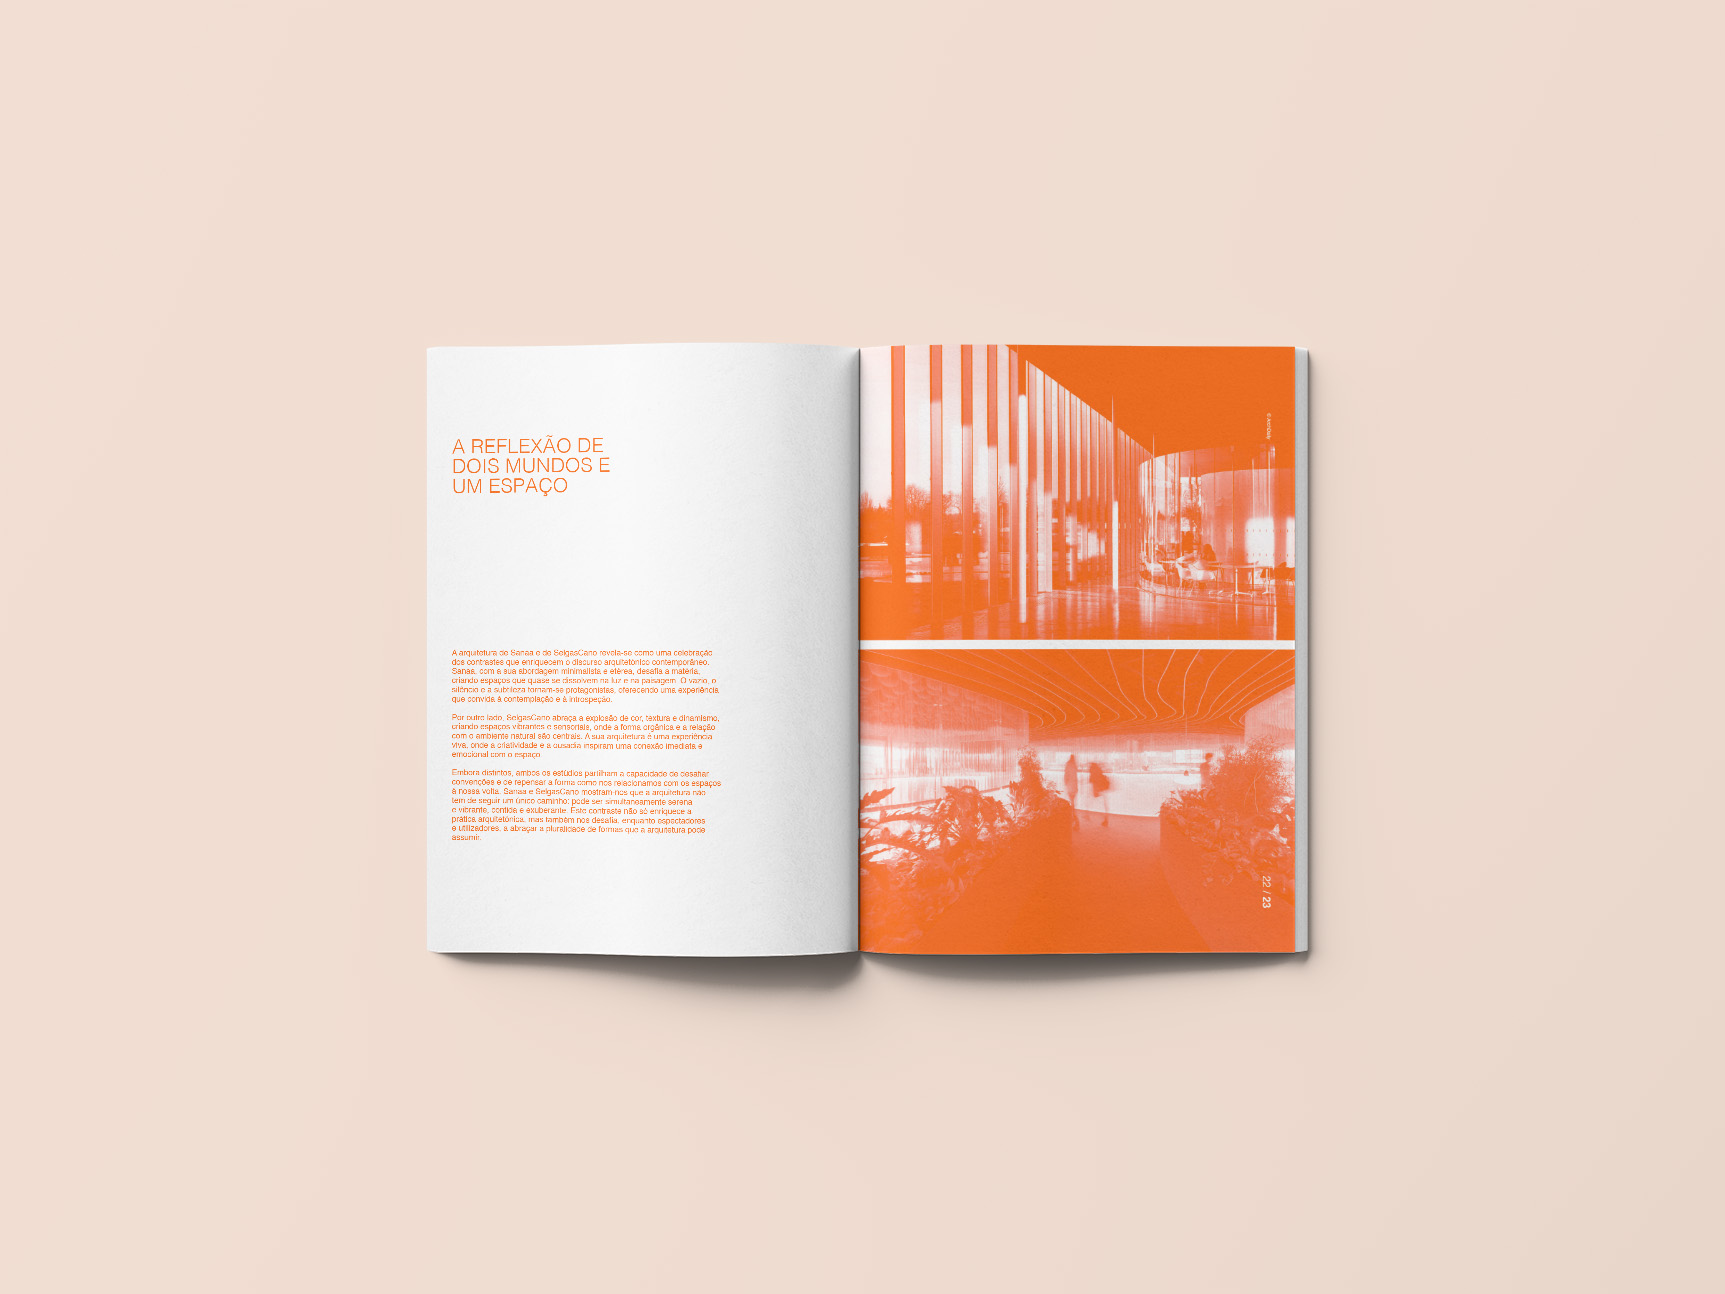 A REFLEXÃO DE
DOIS MUNDOS E
UM ESPAÇO
A arquitetura de Sanaa e de SelgasCano revela-se como uma celebração
dos contrastes que enriquecem o discurso arquitetónico contemporâneo.
Sanaa, com a sua abordagem minimalista e etérea, desafia a matéria,
criando espaços que quase se dissolvem na luz e na paisagem. O vazio, o
silêncio e a subtileza tornam-se protagonistas, oferecendo uma experiência
que convida à contemplação e à introspeção.
Por outro lado, SelgasCano abraça a explosão de cor, textura e dinamismo,
criando espaços vibrantes e sensoriais, onde a forma orgânica e a relação
com o ambiente natural são centrais. A sua arquitetura é uma experiência
viva, onde a criatividade e a ousadia inspiram uma conexão imediata e
emocional com o espaço
Embora distintos, ambos os estúdios partilham a capacidade de desafiar
convenções e de repensar a forma como nos relacionamos com os espaços
à nossa volta. Sanaa e SelgasCano mostram-nos que a arquitetura não
tem de seguir um único caminho: pode ser simultaneamente serena
e vibrante, contida e exuberante. Este contraste não só enriquece a
prática arquitetónica, mas também nos desafia, enquanto espectadores
e utilizadores, a abraçar a pluralidade de formas que a arquitetura pode
assumir.
© ArchDaily
22 / 23